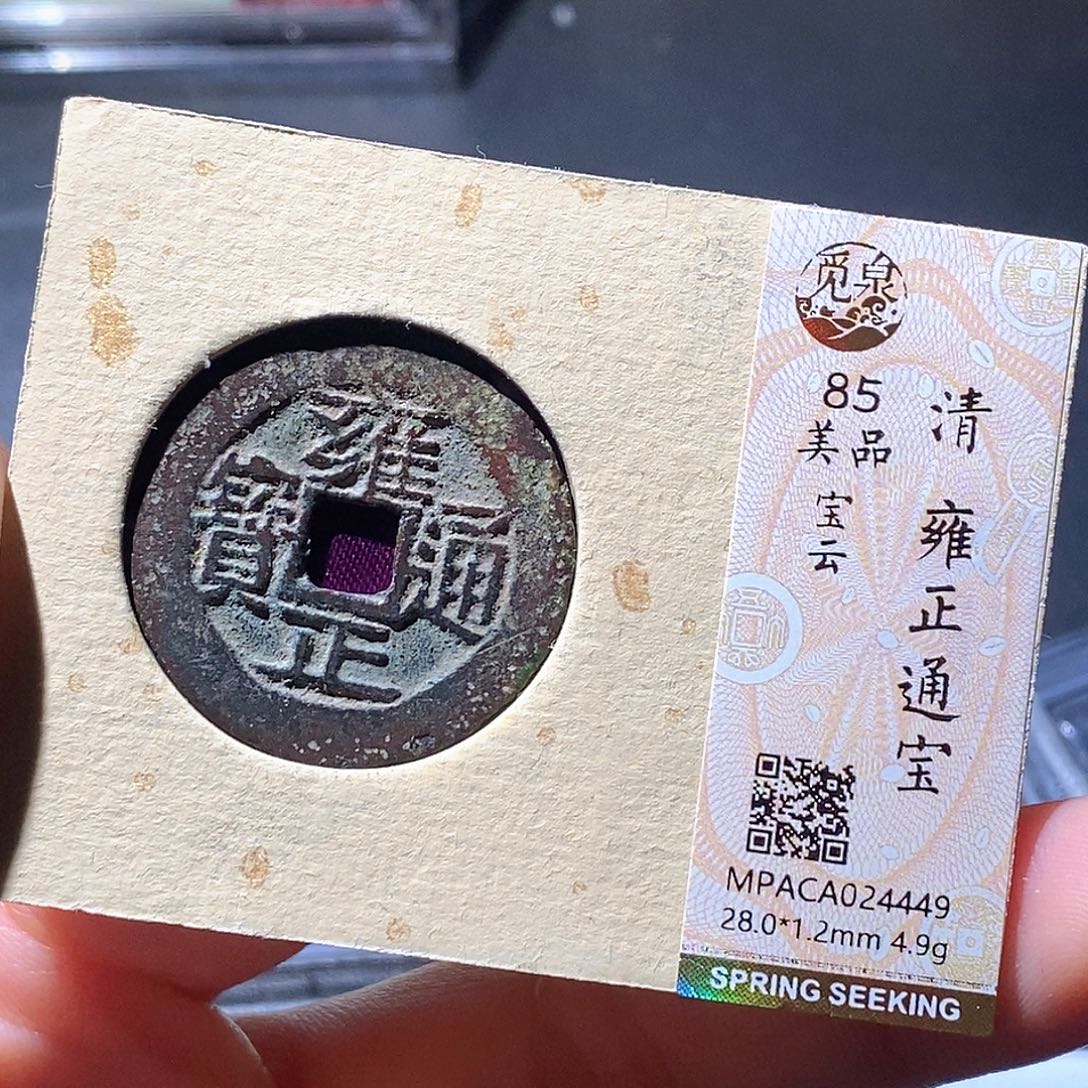 雍正通寳
觅泉
85
美品
宝云
清 雍正通宝
MPACA024449
28.0*1.2mm 4.9g
SPRING SEEKING